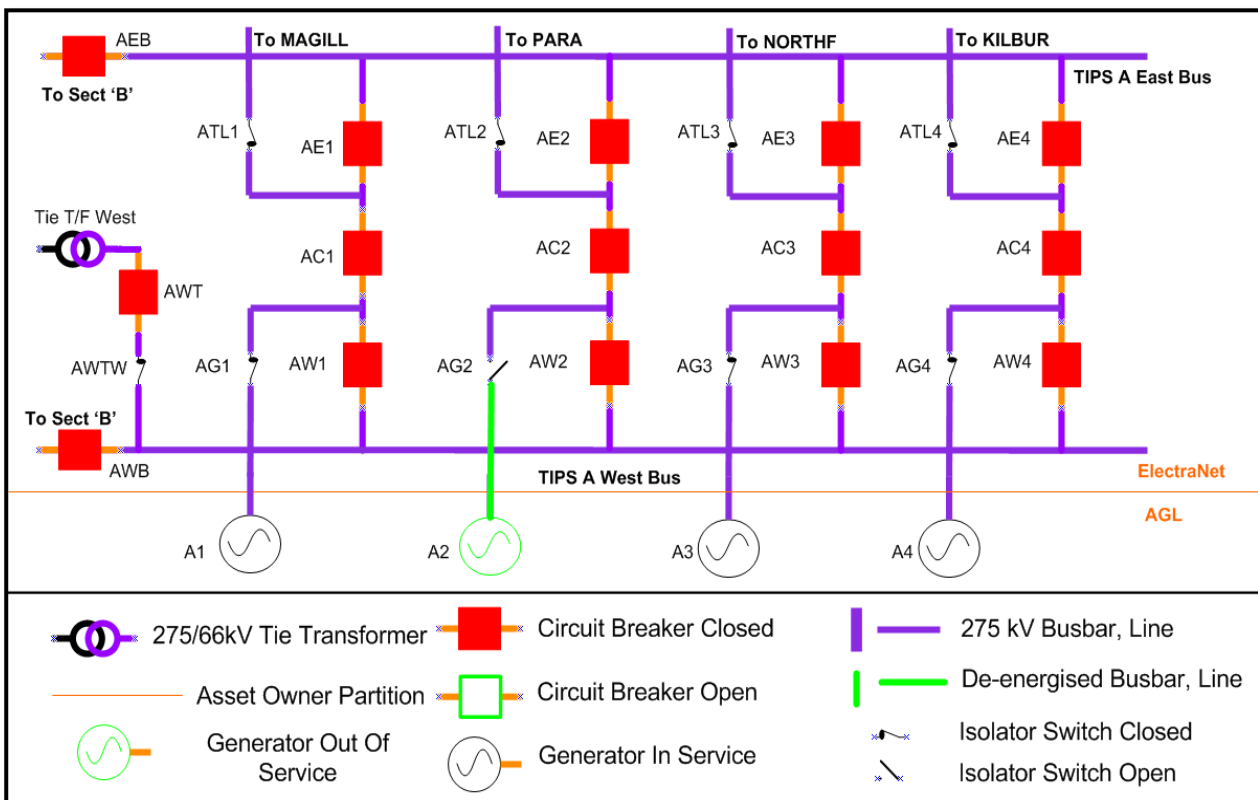 AEB
To MAGILL
To PARA
To NORTHF
To KILBUR
TIPS A East Bus
To Sect ‘B’
ATL1
AE1
ATL2
AE2
ATL3
AE3
ATL4
AE4
Tie T/F West
AC1
AC2
AC3
AC4
AWT
AWTW
AG1
AW1
AG2
AW2
AG3
AW3
AG4
AW4
To Sect ‘B’
AWB
TIPS A West Bus
ElectraNet
AGL
A1
A2
A3
A4
275/66kV Tie Transformer
Circuit Breaker Closed
275 kV Busbar, Line
Asset Owner Partition
Circuit Breaker Open
De-energised Busbar, Line
Generator Out Of
Service
Generator In Service
Isolator Switch Closed
Isolator Switch Open